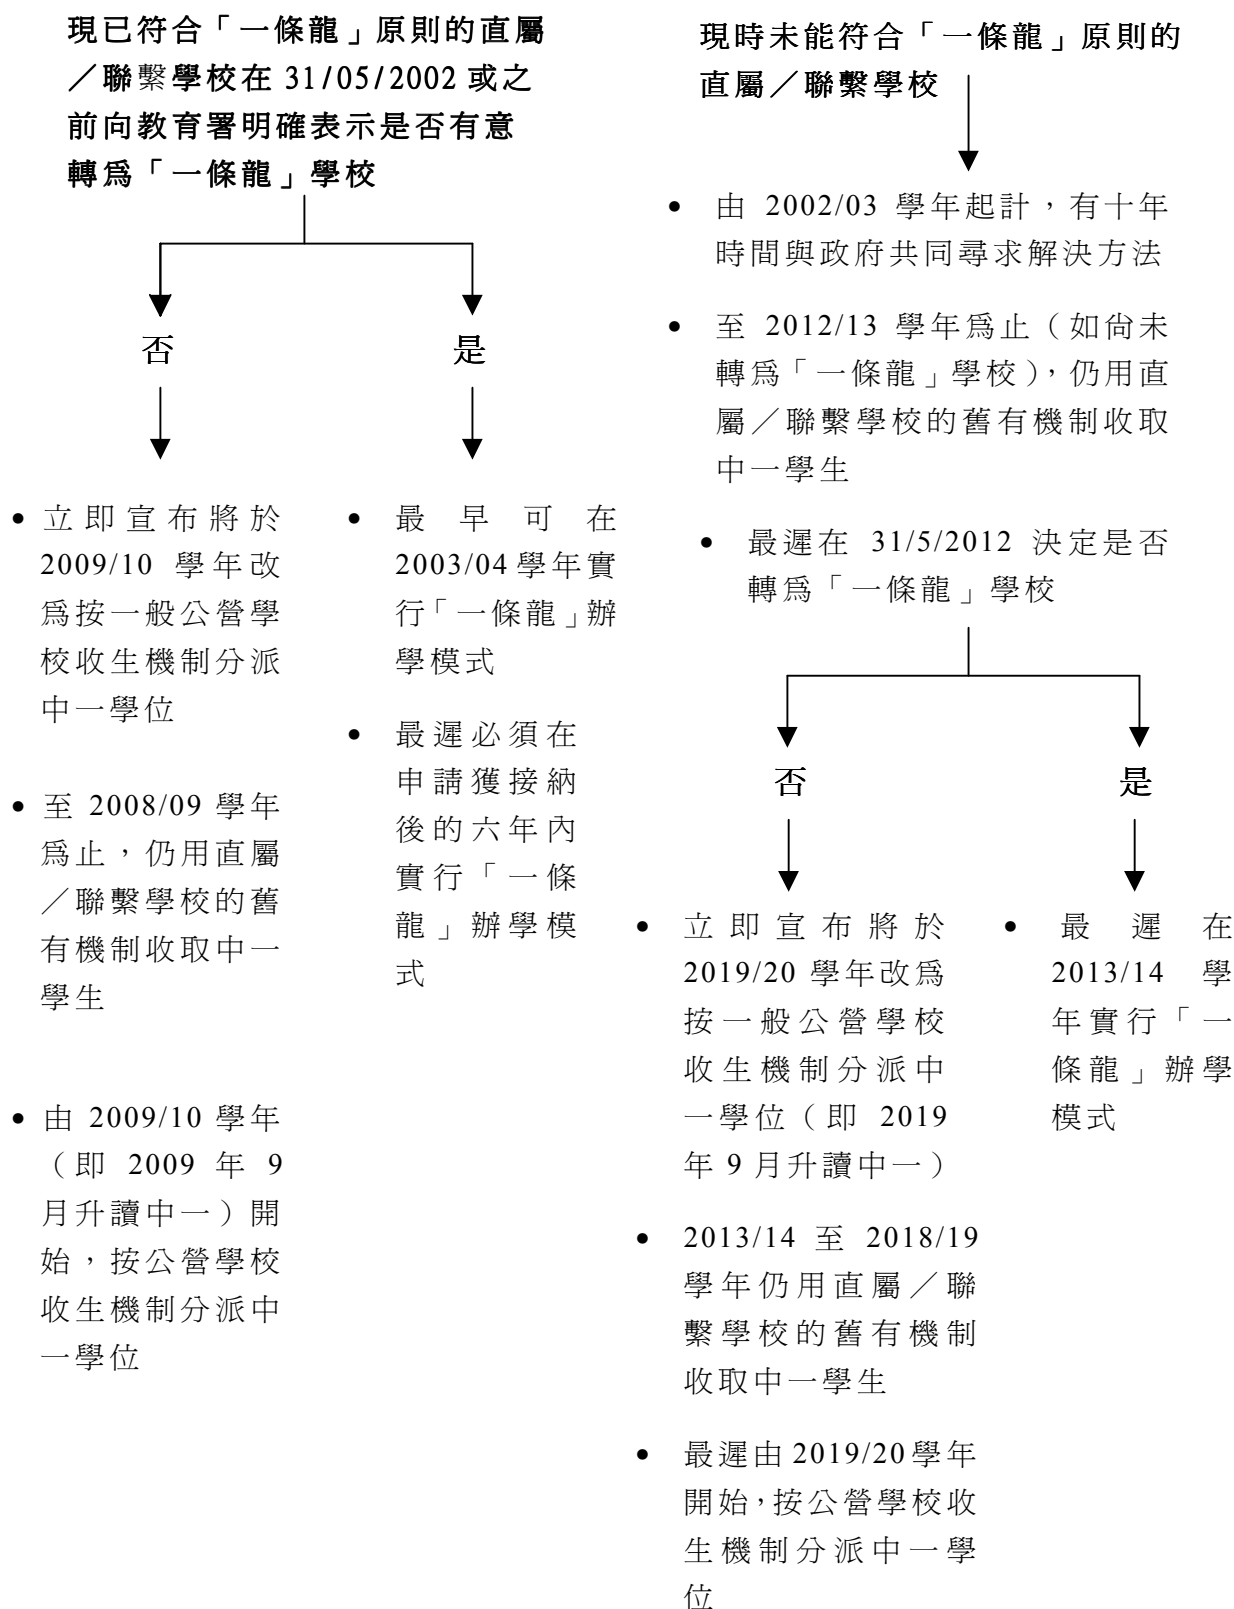 現已符合「一條龍」原則的直屬
／聯繫學校在 31/05/2002 或之
前向教育署明確表示是否有意
轉爲「一條龍」學校
否
是
• 立即宣布將於
2009/10 學年改
爲按一般公營學
校收生機制分派
中一學位
• 至 2008/09 學年
爲止，仍用直屬
／聯繫學校的舊
有機制收取中一
學生
• 由 2009/10 學年
（即 2009 年 9
月升讀中一）開
始，按公營學校
收生機制分派中
一學位
• 最早可在
2003/04 學年實
行「一條龍」辦
學模式
• 最遲必須在
申請獲接納
後的六年內
實行「一條
龍」辦學模
式
現時未能符合「一條龍」原則的
直屬／聯繫學校
• 由 2002/03 學年起計，有十年
時間與政府共同尋求解決方法
• 至 2012/13 學年爲止（如尙未
轉爲「一條龍」學校），仍用直
屬／聯繫學校的舊有機制收取
中一學生
• 最遲在 31/5/2012 決定是否
轉爲「一條龍」學校
否
是
• 立即宣布將於
2019/20 學年改爲
按一般公營學校
收生機制分派中
一學位（即 2019
年 9 月升讀中一）
• 2013/14 至 2018/19
學年仍用直屬／聯
繫學校的舊有機制
收取中一學生
• 最遲由 2019/20 學年
開始，按公營學校收
生機制分派中一學
位
• 最遲在
2013/14 學
年實行「一
條龍」辦學
模式